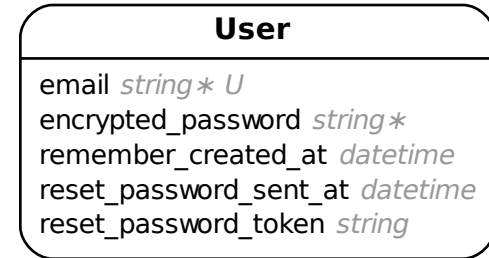 User
email string∗ U
encrypted_password string∗
remember_created_at datetime
reset_password_sent_at datetime
reset_password_token string